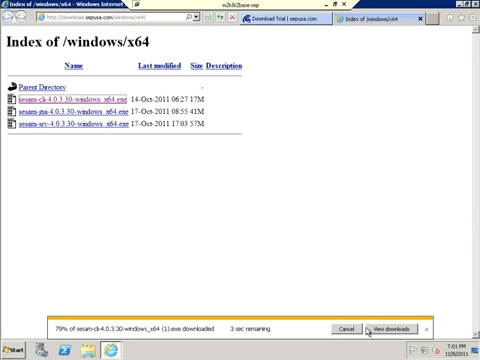 Index of /windows/x64 - Windows Internet
w2k8r2base-sep
http://download.sepusa.com/windows/x64/
Download Trial | sepusa.com
Index of /windows/x64
Index of /windows/x64
Name Last modified Size Description
Parent Directory -
sesam-cli-4.0.3.30-windows_x64.exe 14-Oct-2011 06:27 17M
sesam-gui-4.0.3.30-windows_x64.exe 17-Oct-2011 08:55 41M
sesam-srv-4.0.3.30-windows_x64.exe 17-Oct-2011 17:03 57M
79% of sesam-cli-4.0.3.30-windows_x64 (1).exe downloaded 3 sec remaining Cancel View downloads
Start
7:01 PM
12/8/2011